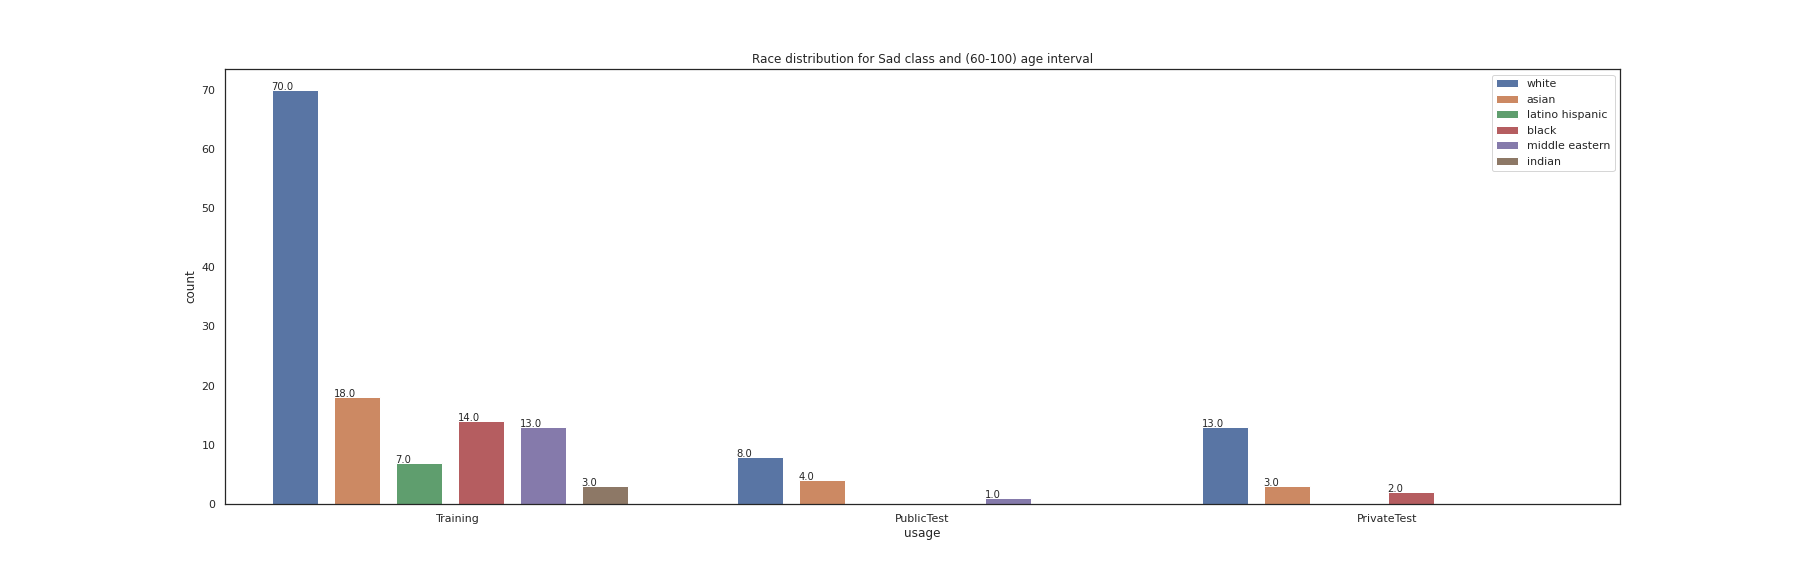 Race distribution for Sad class and (60-100) age interval
70
60
50
40
30
20
10
0
count
70.0
18.0
7.0
14.0
13.0
3.0
8.0
4.0
1.0
13.0
3.0
2.0
white
asian
latino hispanic
black
middle eastern
indian
Training
PublicTest
PrivateTest
usage